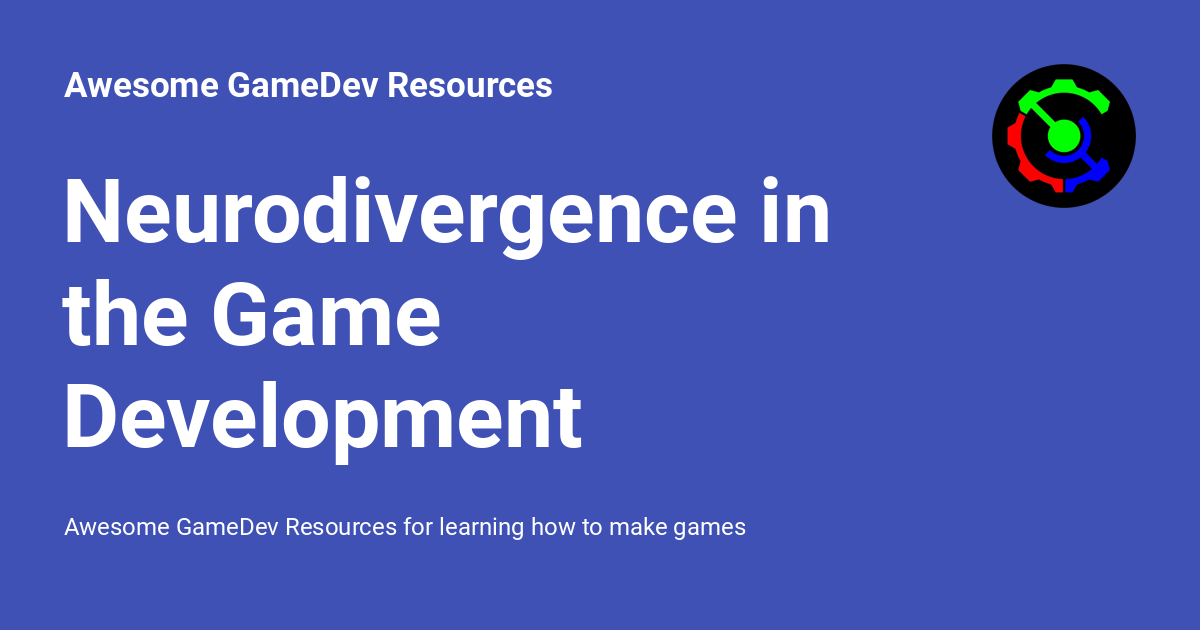 Awesome GameDev Resources
Neurodivergence in
the Game
Development
Awesome GameDev Resources for learning how to make games